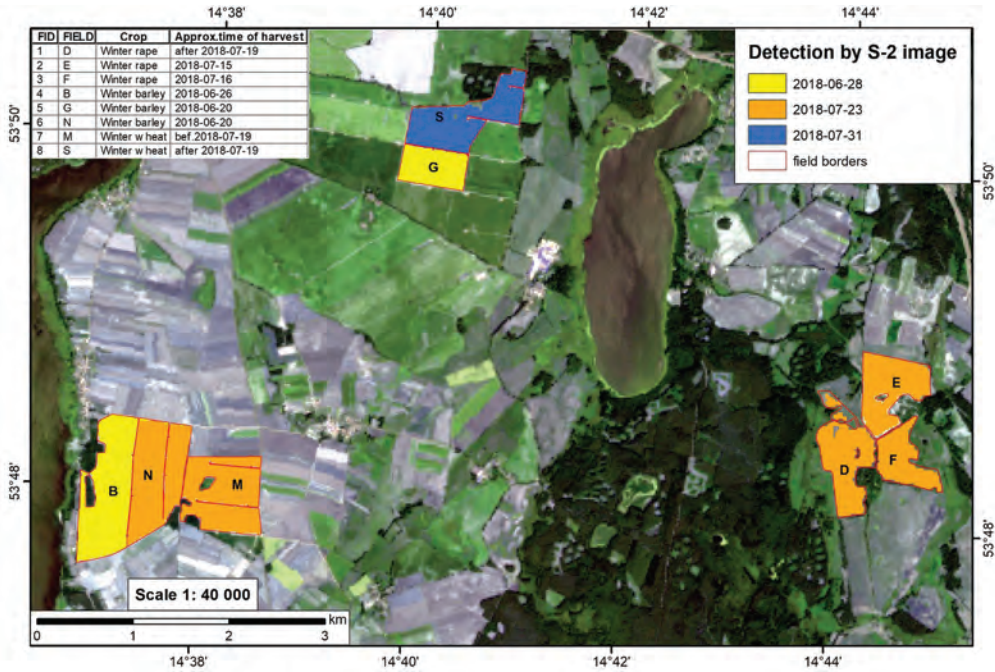 14°38' 14°40' 14°42' 14°44'
FID FIELD Crop Approx.time of harvest
1 D Winter rape after 2018-07-19
2 E Winter rape 2018-07-15
3 F Winter rape 2018-07-16
4 B Winter barley 2018-06-26
5 G Winter barley 2018-06-20
6 N Winter barley 2018-06-20
7 M Winter w heat bef.2018-07-19
8 S Winter w heat after 2018-07-19
Detection by S-2 image
2018-06-28
2018-07-23
2018-07-31
field borders
53°50'
53°50'
S
G
E
N
M
B
F
D
53°48'
53°48'
Scale 1: 40 000
km
0 1 2 3
14°38' 14°40' 14°42' 14°44'